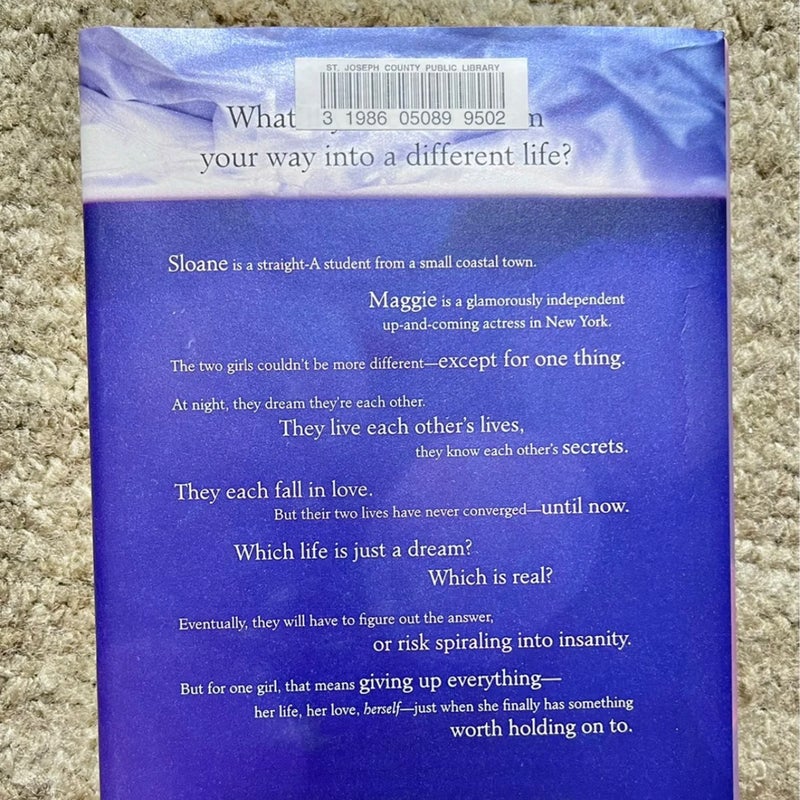 ST. JOSEPH COUNTY PUBLIC LIBRARY
3 1986 05089 9502
What
your way into a different life?
Sloane is a straight-A student from a small coastal town.
Maggie is a glamorously independent
up-and-coming actress in New York.
The two girls couldn't be more different—except for one thing.
At night, they dream they're each other.
They live each other's lives,
they know each other's secrets.
They each fall in love.
But their two lives have never converged—until now.
Which life is just a dream?
Which is real?
Eventually, they will have to figure out the answer,
or risk spiraling into insanity.
But for one girl, that means giving up everything—
her life, her love, herself—just when she finally has something
worth holding on to.